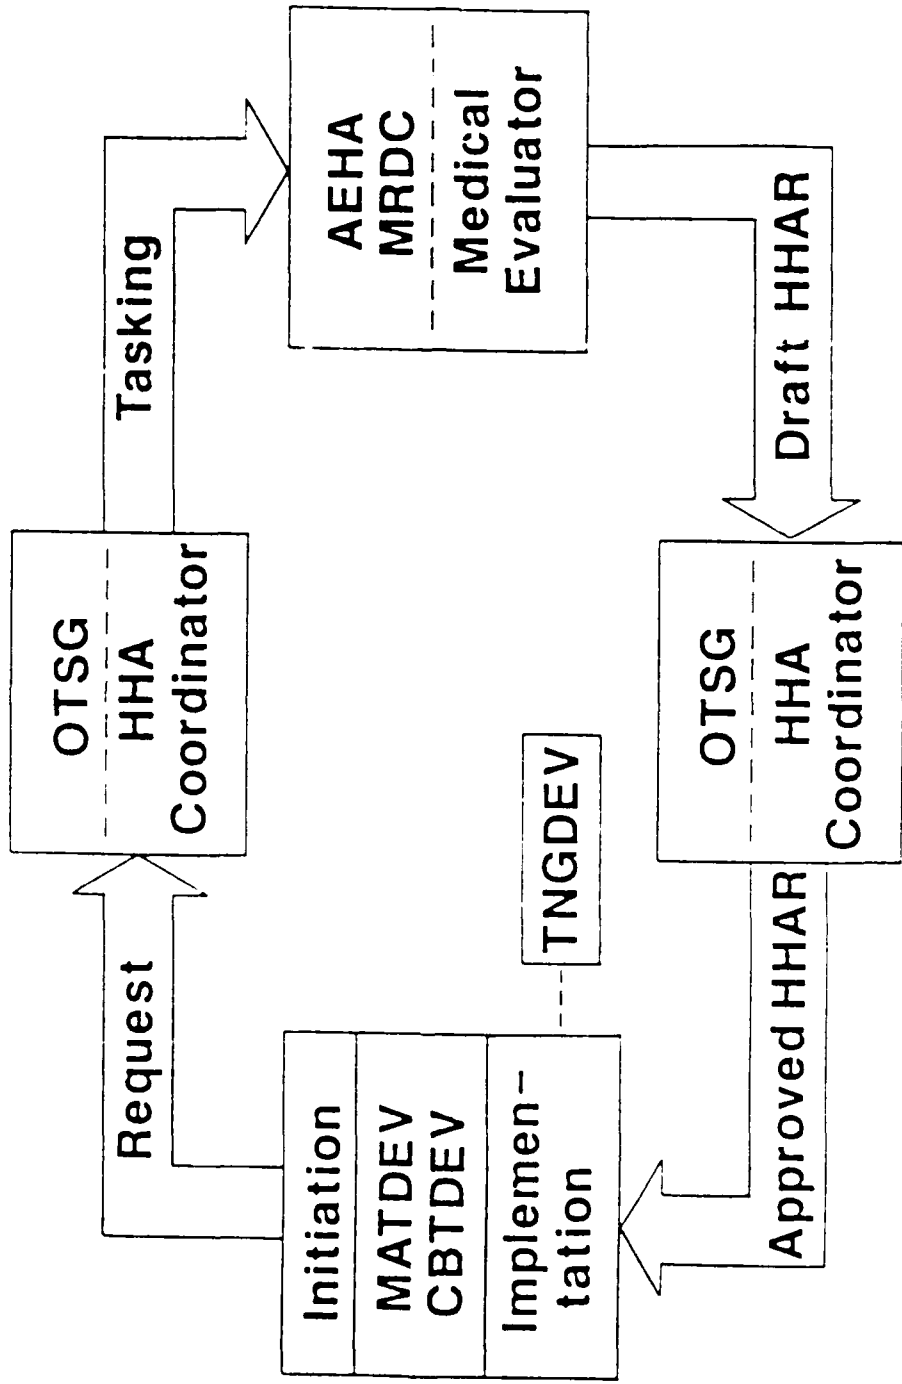 Request
OTSG
HHA
Coordinator
Tasking
Initiation
MATDEV
CBTDEV
Implemen-
tation
TNGDEV
AEHA
MRDC
Medical
Evaluator
Approved HHAR
OTSG
HHA
Coordinator
Draft HHAR